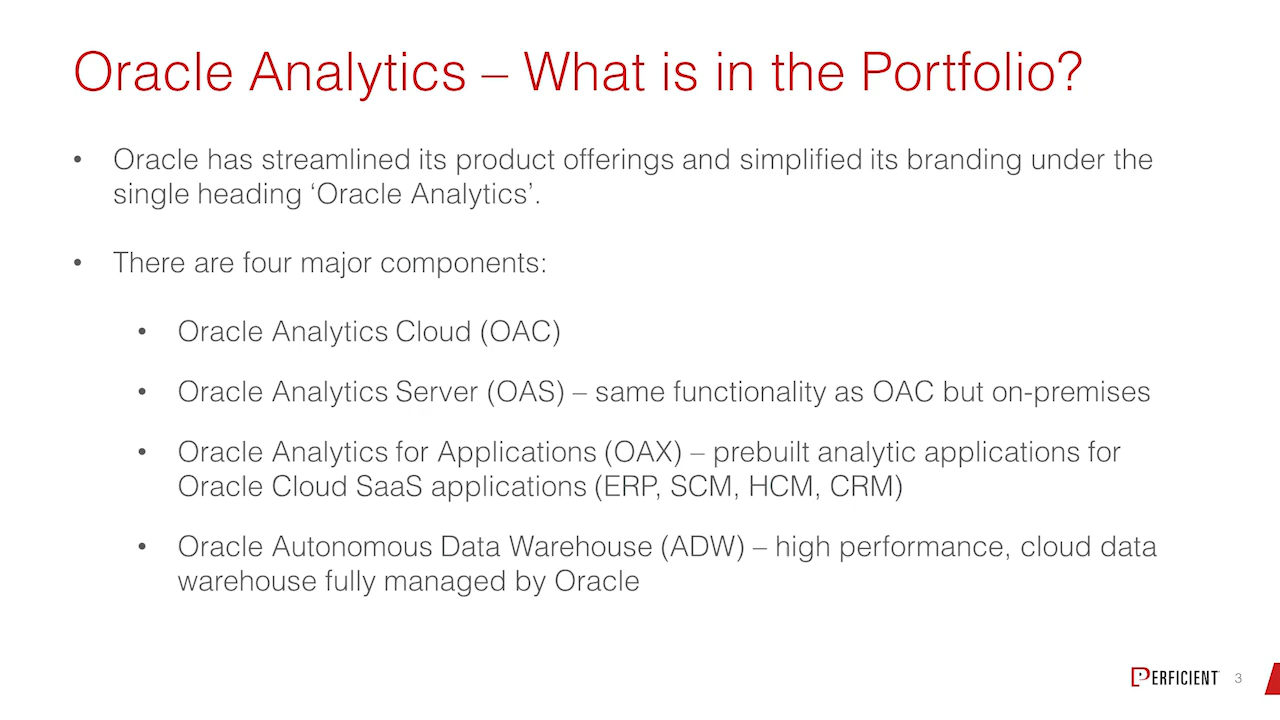 Oracle Analytics – What is in the Portfolio?
• Oracle has streamlined its product offerings and simplified its branding under the
single heading ‘Oracle Analytics’.
• There are four major components:
• Oracle Analytics Cloud (OAC)
• Oracle Analytics Server (OAS) – same functionality as OAC but on-premises
• Oracle Analytics for Applications (OAX) – prebuilt analytic applications for
Oracle Cloud SaaS applications (ERP, SCM, HCM, CRM)
• Oracle Autonomous Data Warehouse (ADW) – high performance, cloud data
warehouse fully managed by Oracle
PERFICIENT 3